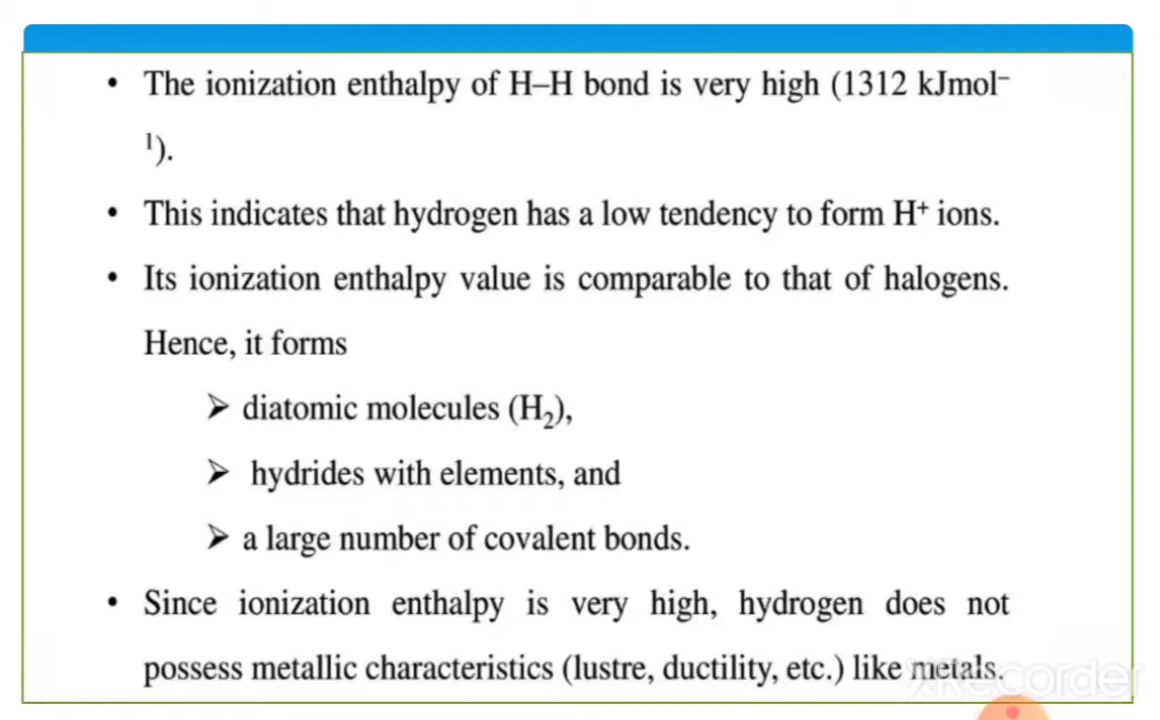 • The ionization enthalpy of H–H bond is very high (1312 kJmol⁻
¹).
• This indicates that hydrogen has a low tendency to form H⁺ ions.
• Its ionization enthalpy value is comparable to that of halogens.
Hence, it forms
➢ diatomic molecules (H₂),
➢ hydrides with elements, and
➢ a large number of covalent bonds.
• Since ionization enthalpy is very high, hydrogen does not
possess metallic characteristics (lustre, ductility, etc.) like metals.
XRecorder